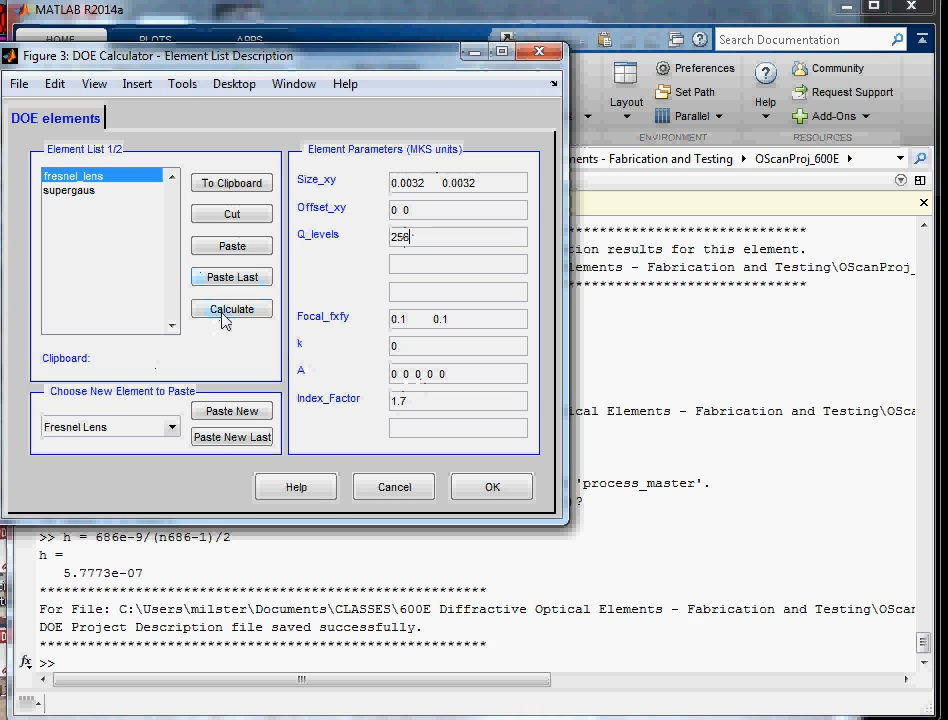 MATLAB R2014a
HOME PLOTS APPS
Search Documentation
Figure 3: DOE Calculator - Element List Description
File Edit View Insert Tools Desktop Window Help
DOE elements
Element List 1/2
fresnel_lens
supergaus
To Clipboard
Cut
Paste
Paste Last
Calculate
Clipboard:
Choose New Element to Paste
Fresnel Lens
Paste New
Paste New Last
Element Parameters (MKS units)
Size_xy 0.0032 0.0032
Offset_xy 0 0
Q_levels 256
Focal_fxfy 0.1 0.1
k 0
A 0 0 0 0 0
Index_Factor 1.7
Help Cancel OK
Layout
Preferences
Set Path
Parallel
ENVIRONMENT
Help
Community
Request Support
Add-Ons
RESOURCES
ments - Fabrication and Testing OScanProj_600E
******************************
ion results for this element.
lements - Fabrication and Testing\OScanProj_
******************************
ical Elements - Fabrication and Testing\OSca
'process_master'.
)?
>> h = 686e-9/(n686-1)/2
h =
5.7773e-07
**************************************************
For File: C:\Users\milster\Documents\CLASSES\600E Diffractive Optical Elements - Fabrication and Testing\OScan
DOE Project Description file saved successfully.
**************************************************
fx >>